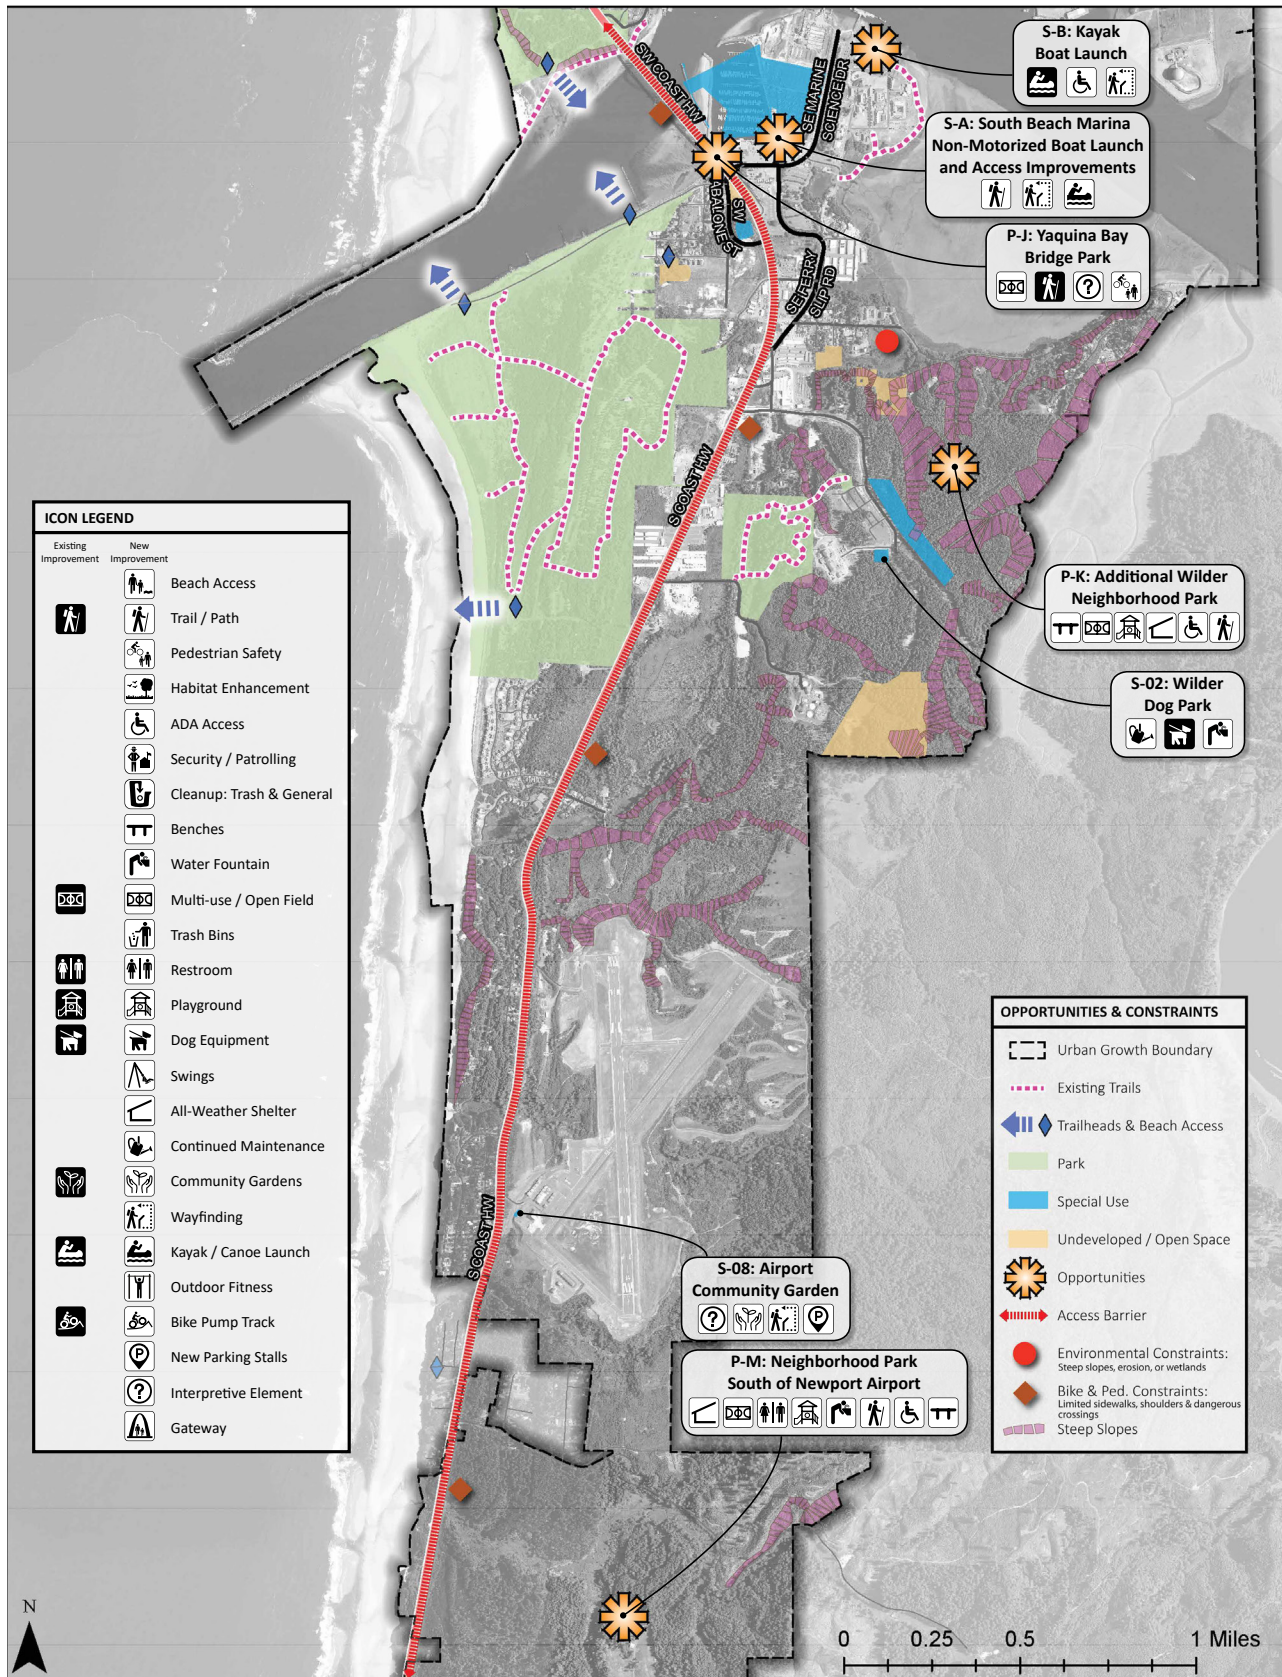 S-B: Kayak
Boat Launch
S-A: South Beach Marina
Non-Motorized Boat Launch
and Access Improvements
P-J: Yaquina Bay
Bridge Park
SW COAST HW
SE MARINE
SCIENCE DR
SW
ABALONE ST
SE FERRY
SLIP RD
S COAST HW
P-K: Additional Wilder
Neighborhood Park
S-02: Wilder
Dog Park
ICON LEGEND
Existing
Improvement
New
Improvement
Beach Access
Trail / Path
Pedestrian Safety
Habitat Enhancement
ADA Access
Security / Patrolling
Cleanup: Trash & General
Benches
Water Fountain
Multi-use / Open Field
Trash Bins
Restroom
Playground
Dog Equipment
Swings
All-Weather Shelter
Continued Maintenance
Community Gardens
Wayfinding
Kayak / Canoe Launch
Outdoor Fitness
Bike Pump Track
P
New Parking Stalls
?
Interpretive Element
Gateway
OPPORTUNITIES & CONSTRAINTS
Urban Growth Boundary
Existing Trails
Trailheads & Beach Access
Park
Special Use
Undeveloped / Open Space
Opportunities
Access Barrier
Environmental Constraints:
Steep slopes, erosion, or wetlands
Bike & Ped. Constraints:
Limited sidewalks, shoulders & dangerous
crossings
Steep Slopes
S COAST HW
S-08: Airport
Community Garden
? P
P-M: Neighborhood Park
South of Newport Airport
N
0 0.25 0.5 1 Miles